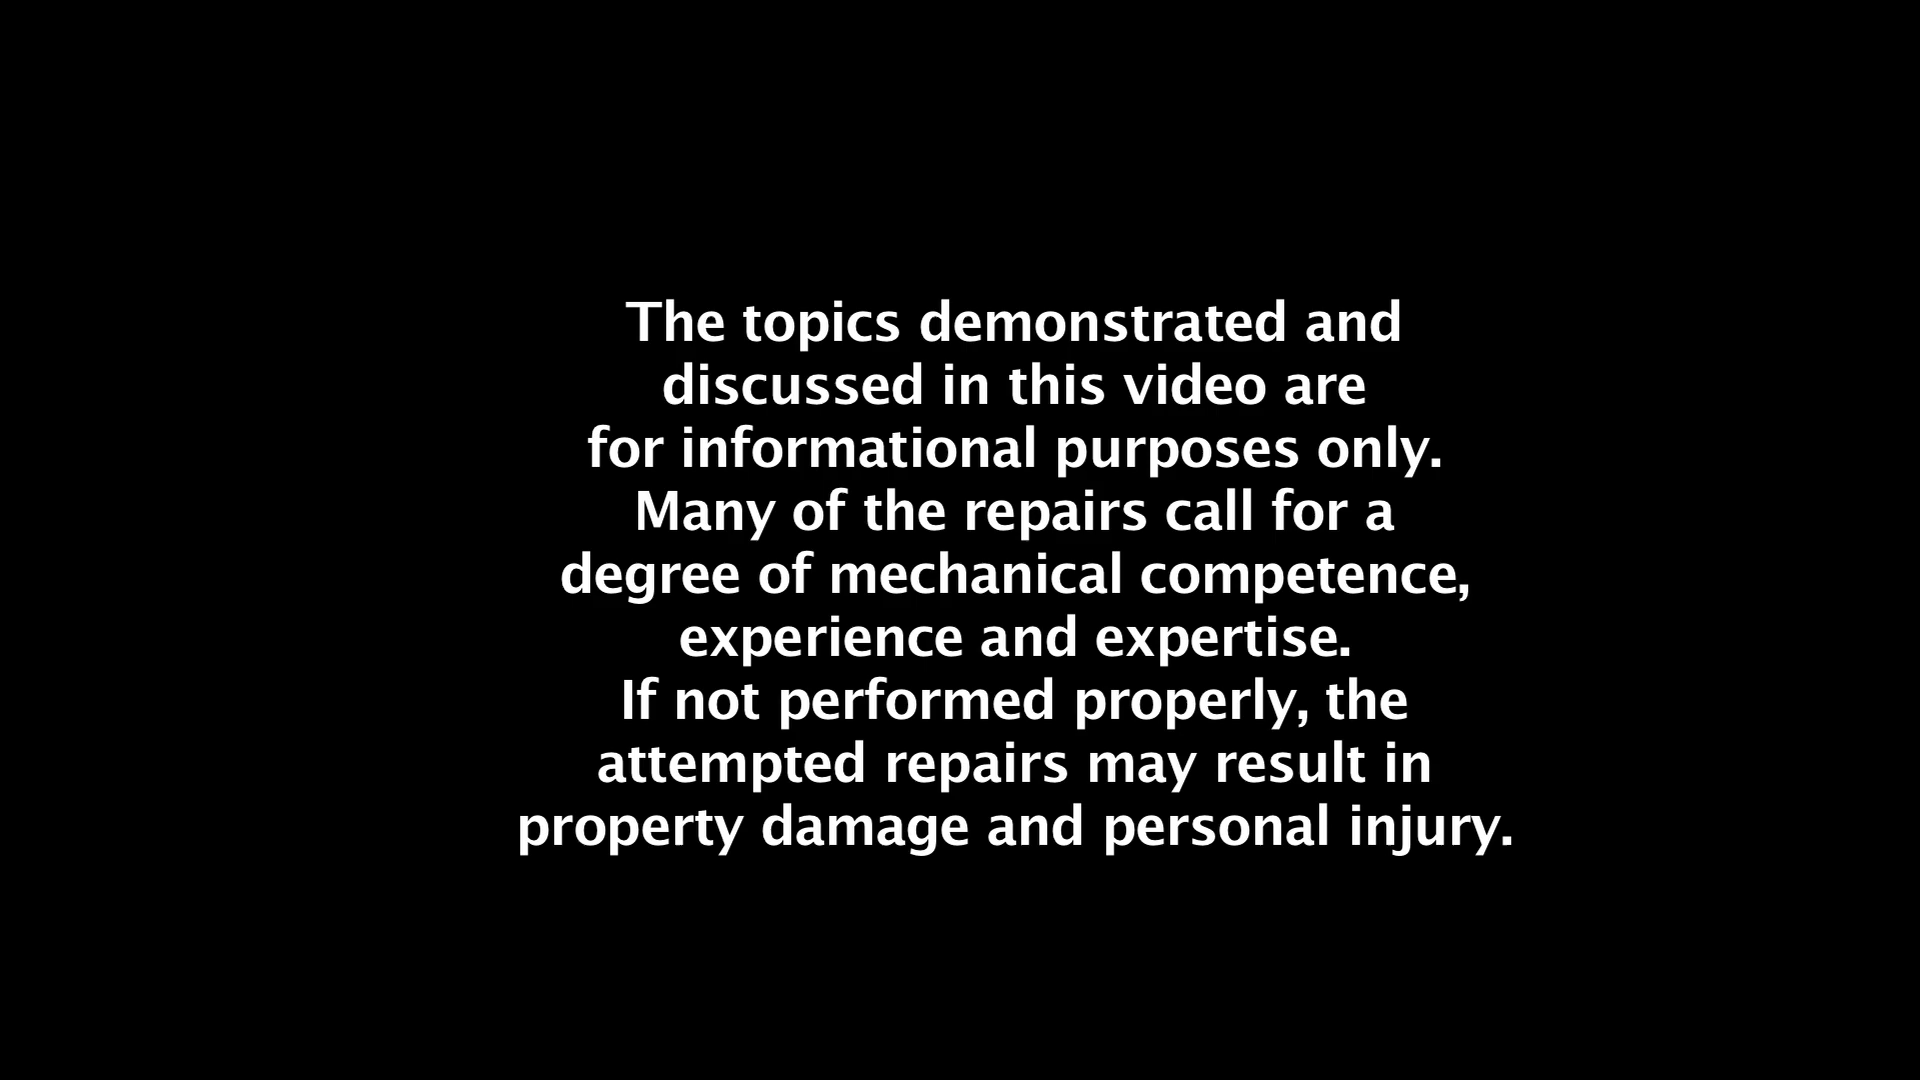 The topics demonstrated and
discussed in this video are
for informational purposes only.
Many of the repairs call for a
degree of mechanical competence,
experience and expertise.
If not performed properly, the
attempted repairs may result in
property damage and personal injury.